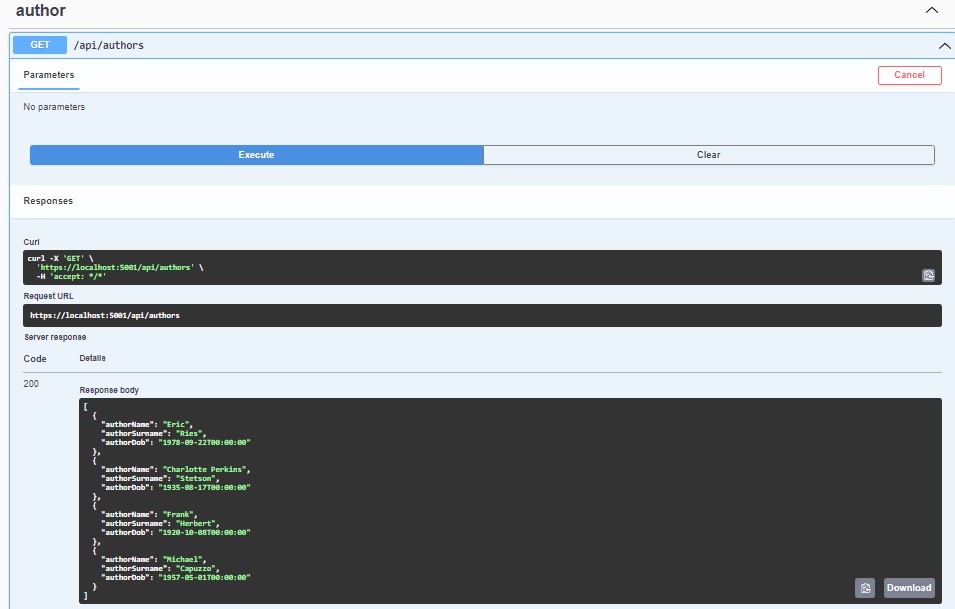 author
GET /api/authors
Parameters
Cancel
No parameters
Execute
Clear
Responses
Curl
curl -X 'GET' \
  'https://localhost:5001/api/authors' \
  -H 'accept: */*'
Request URL
https://localhost:5001/api/authors
Server response
Code Details
200
Response body
[
  {
    "authorName": "Eric",
    "authorSurname": "Ries",
    "authorDob": "1978-09-22T00:00:00"
  },
  {
    "authorName": "Charlotte Perkins",
    "authorSurname": "Stetson",
    "authorDob": "1935-08-17T00:00:00"
  },
  {
    "authorName": "Frank",
    "authorSurname": "Herbert",
    "authorDob": "1920-10-08T00:00:00"
  },
  {
    "authorName": "Michael",
    "authorSurname": "Capuzzo",
    "authorDob": "1957-05-01T00:00:00"
  }
]
Download